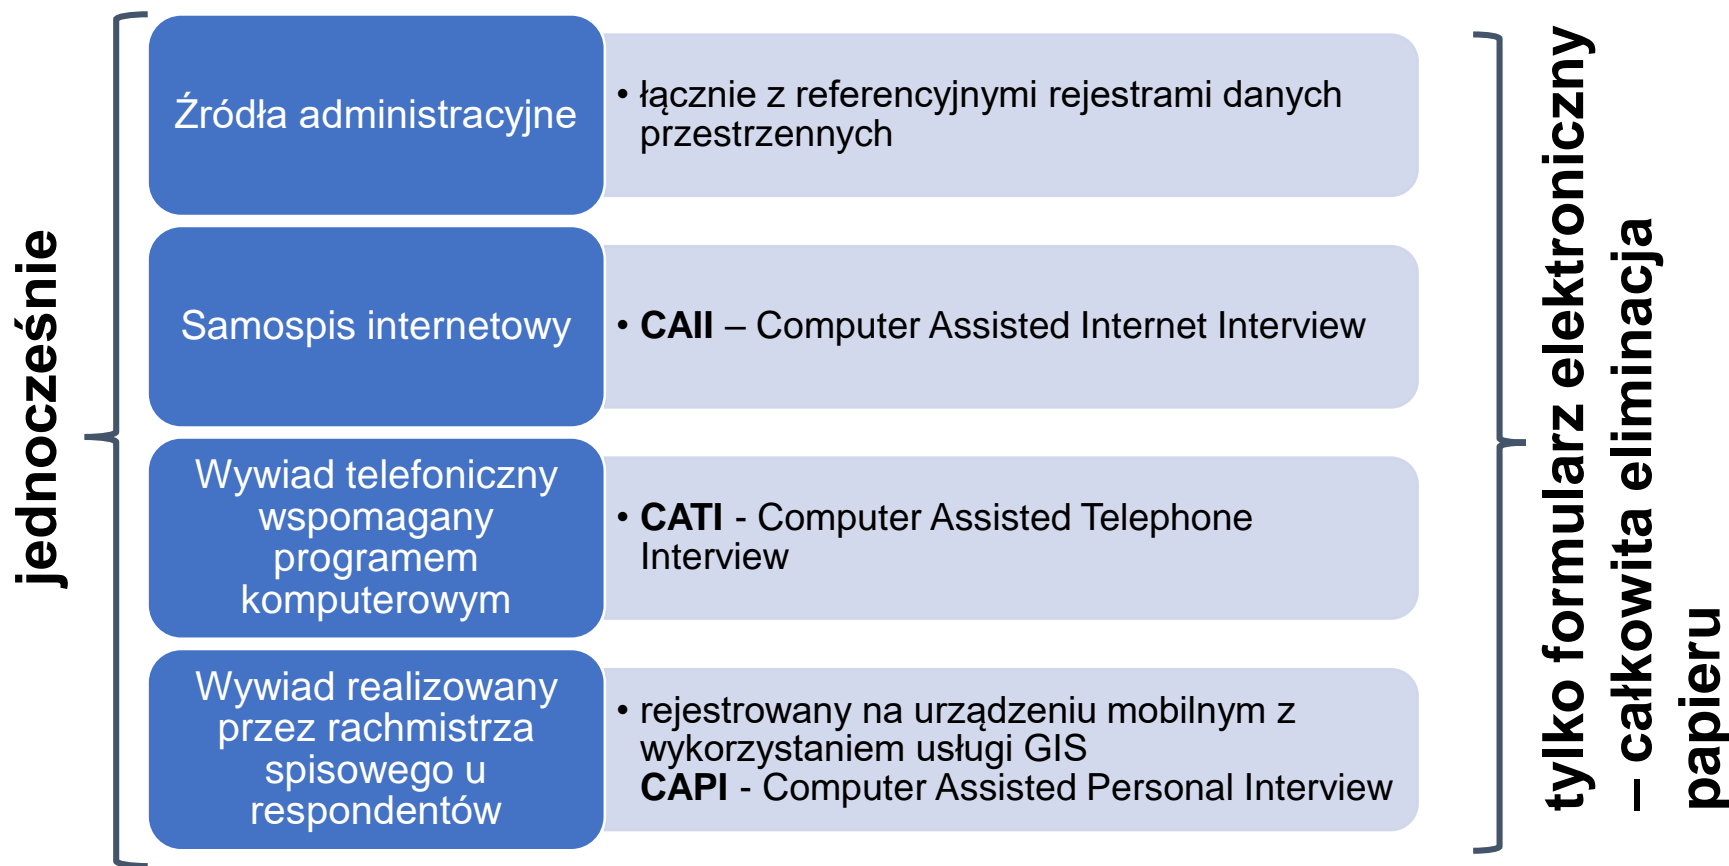 jednocześnie
Źródła administracyjne
• łącznie z referencyjnymi rejestrami danych
przestrzennych
Samospis internetowy
• CAII – Computer Assisted Internet Interview
Wywiad telefoniczny
wspomagany
programem
komputerowym
• CATI - Computer Assisted Telephone
Interview
Wywiad realizowany
przez rachmistrza
spisowego u
respondentów
• rejestrowany na urządzeniu mobilnym z
wykorzystaniem usługi GIS
CAPI - Computer Assisted Personal Interview
tylko formularz elektroniczny
– całkowita eliminacja
papieru